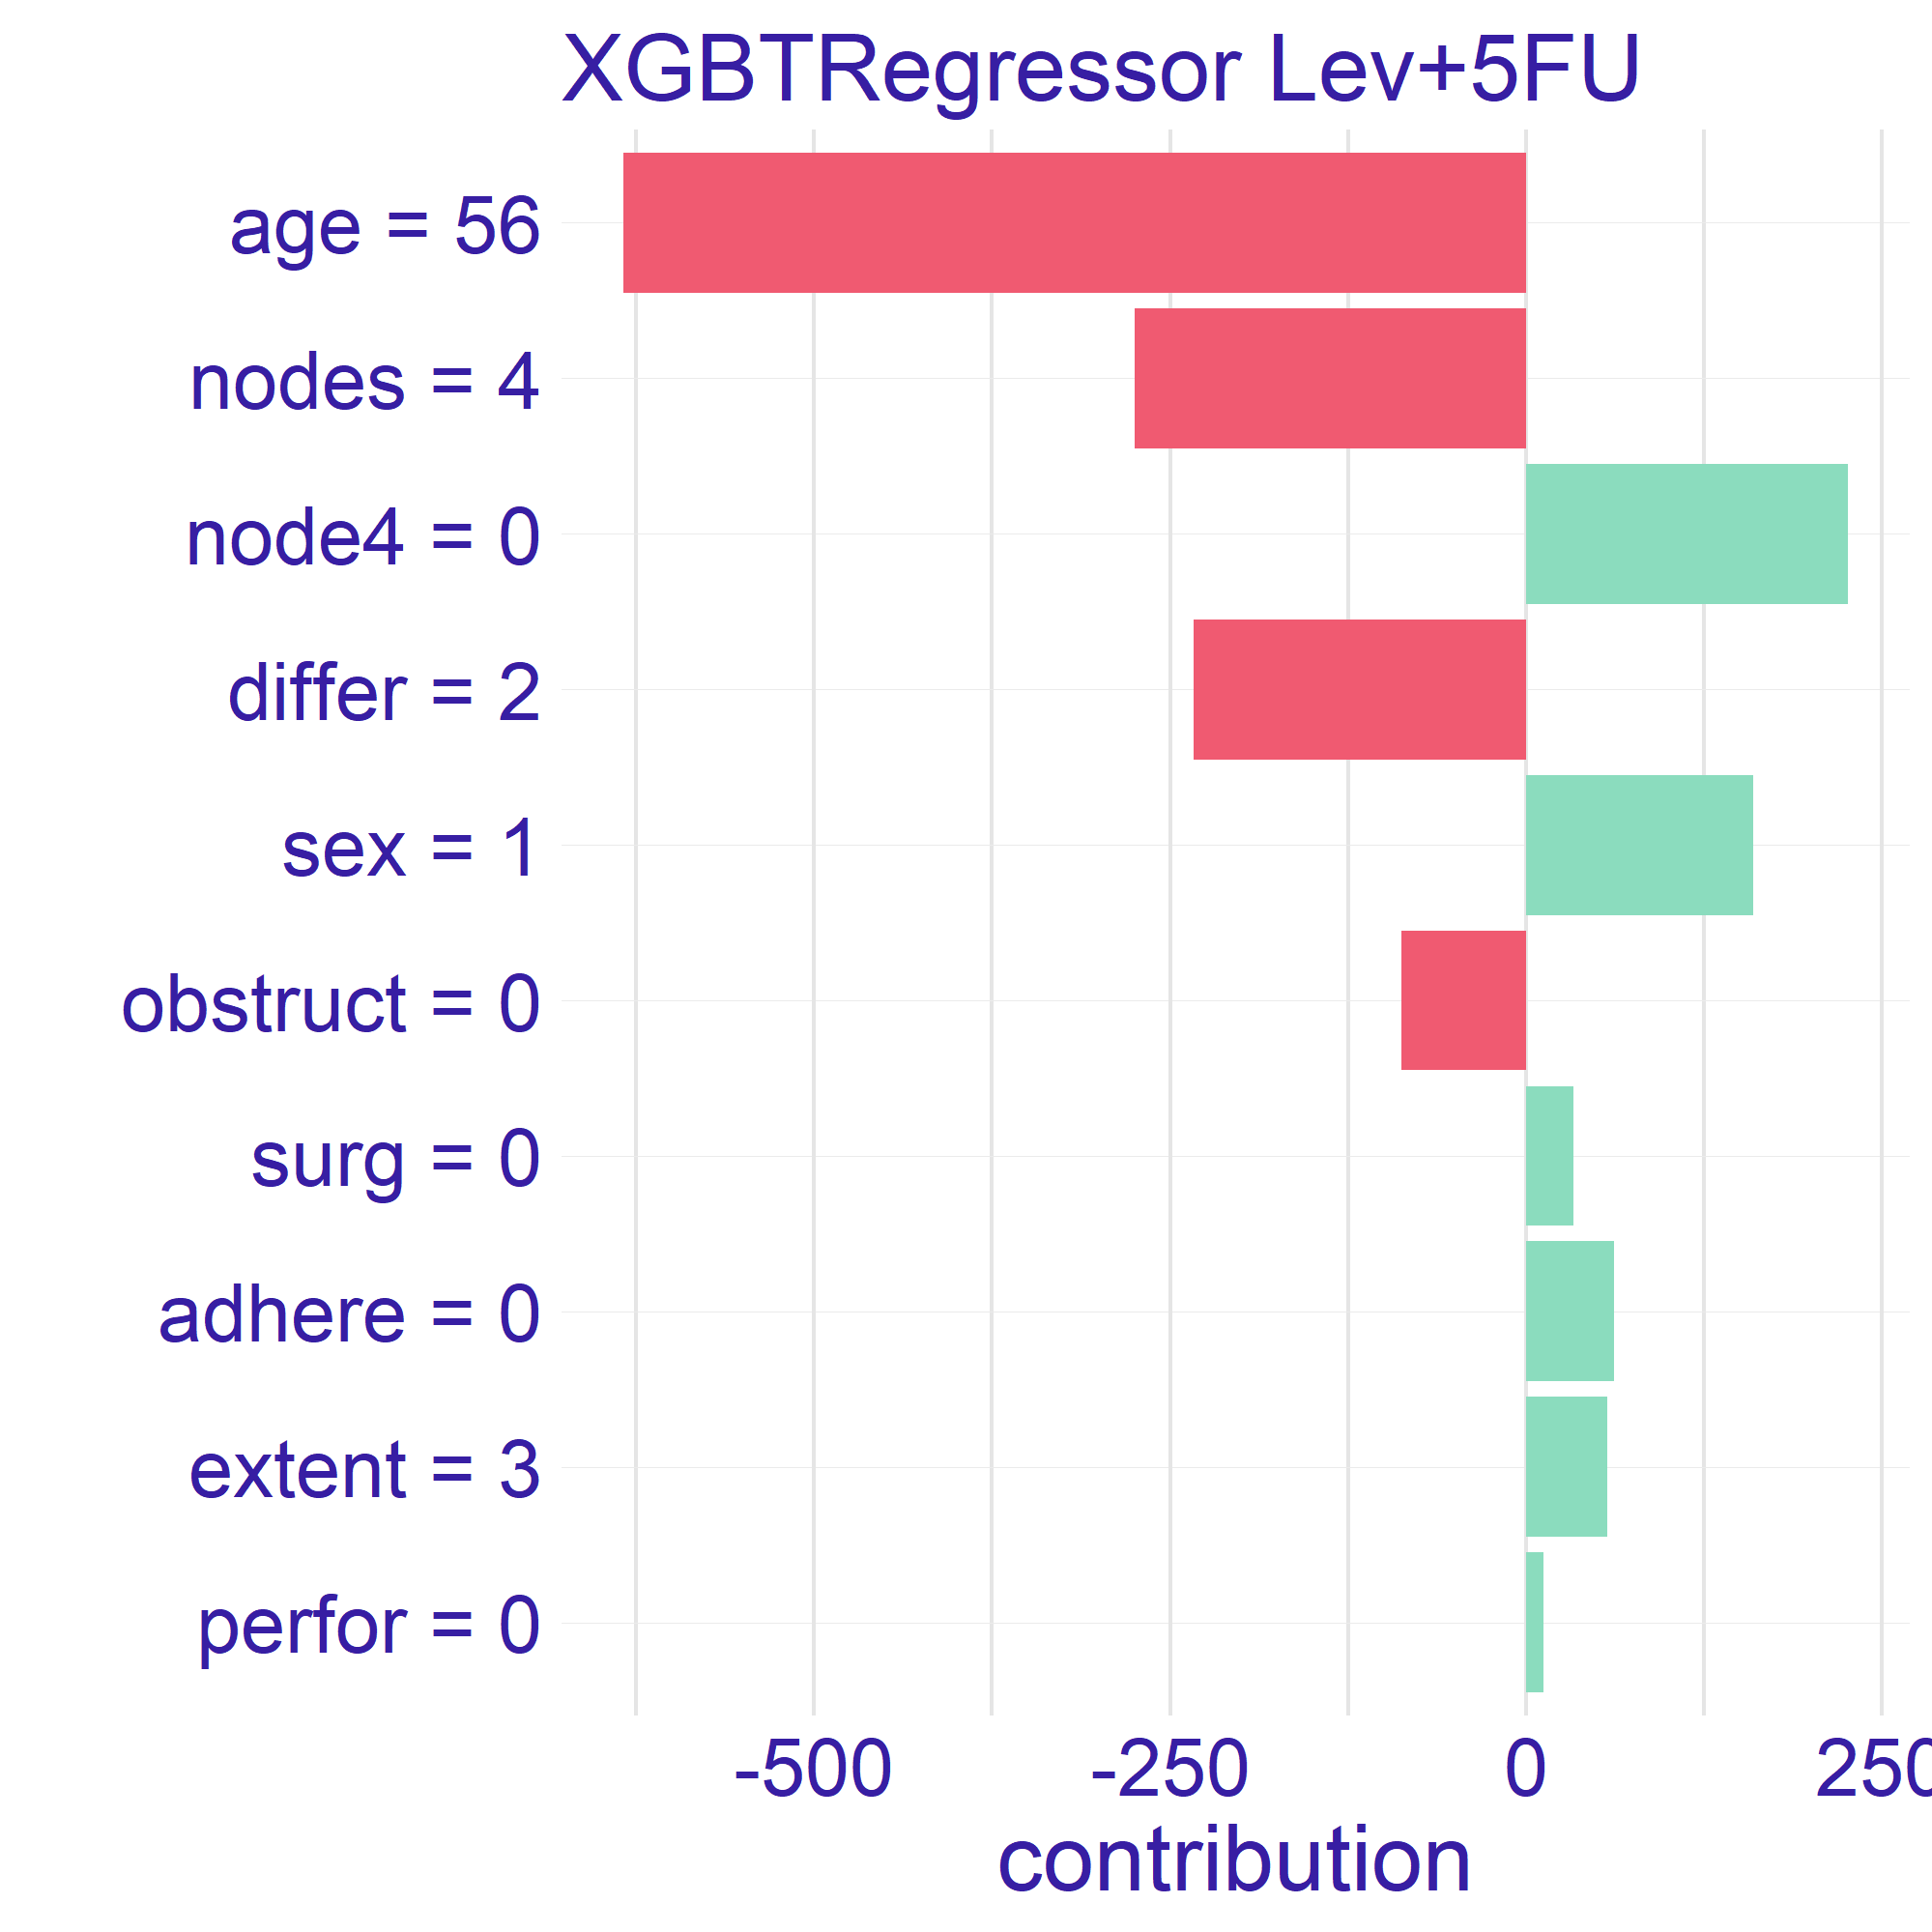 XGBTRegressor Lev+5FU
age = 56
nodes = 4
node4 = 0
differ = 2
sex = 1
obstruct = 0
surg = 0
adhere = 0
extent = 3
perfor = 0
-500 -250 0 250
contribution